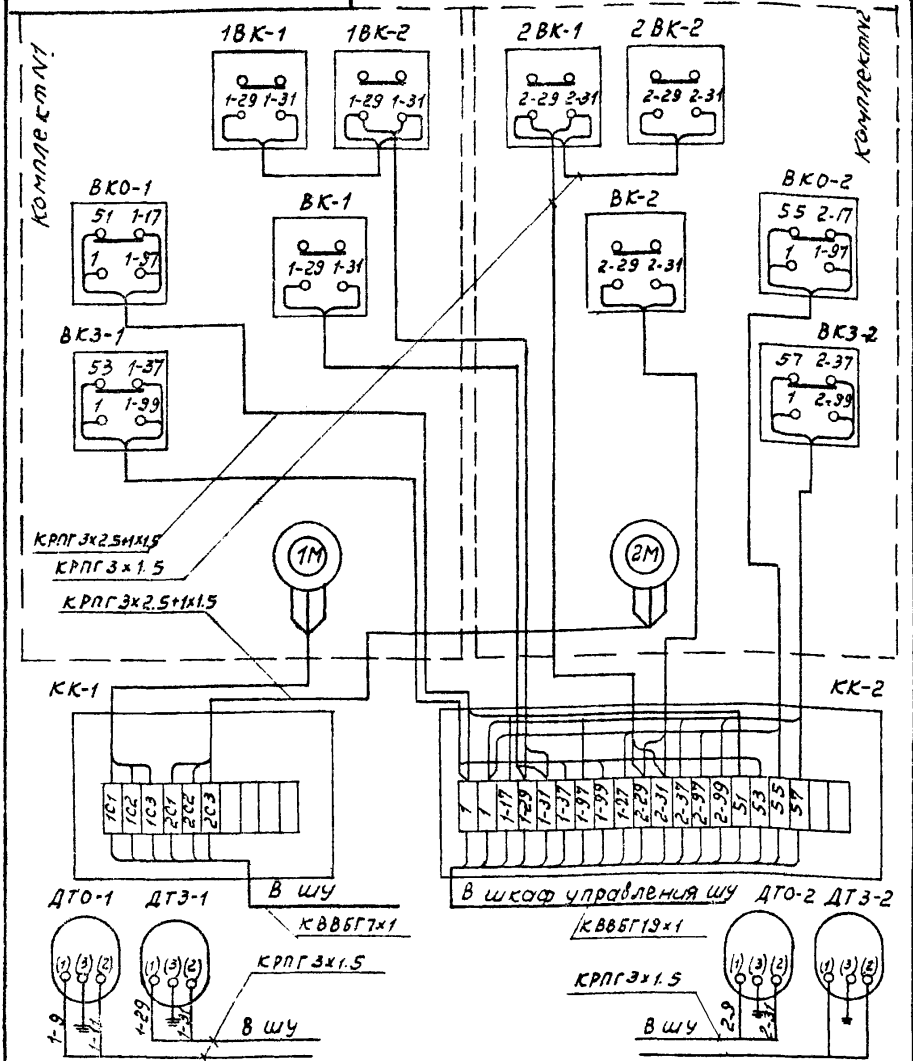 Комплект №1
1ВК-1
1ВК-2
2ВК-1
2ВК-2
Комплект №2
1-29 1-31
1-29 1-31
2-29 2-31
2-29 2-31
ВКО-1
51 1-17
1 1-97
ВК-1
1-29 1-31
ВК-2
2-29 2-31
ВКО-2
55 2-17
1 1-97
ВКЗ-1
53 1-37
1 1-99
ВКЗ-2
57 2-37
1 2-99
КРПГ 3х2.5+1х1.5
КРПГ 3х1.5
КРПГ 3х2.5+1х1.5
1М
2М
КК-1
КК-2
1С1 1С2 1С3 2С1 2С2 2С3
1 1 1-17 1-29 1-31 1-37 1-97 1-99 1-27 2-29 2-31 2-37 2-97 2-99 51 53 55 57
В ШУ
В шкаф управления ШУ
КВВБГ7х1
КВВБГ19х1
ДТО-1
ДТЗ-1
ДТО-2
ДТЗ-2
(1) (3) (2)
(1) (3) (2)
(1) (3) (2)
(1) (3) (2)
1-9 1-11
1-29 1-31
2-9 2-31
КРПГ 3х1.5
КРПГ 3х1.5
В ШУ
В ШУ